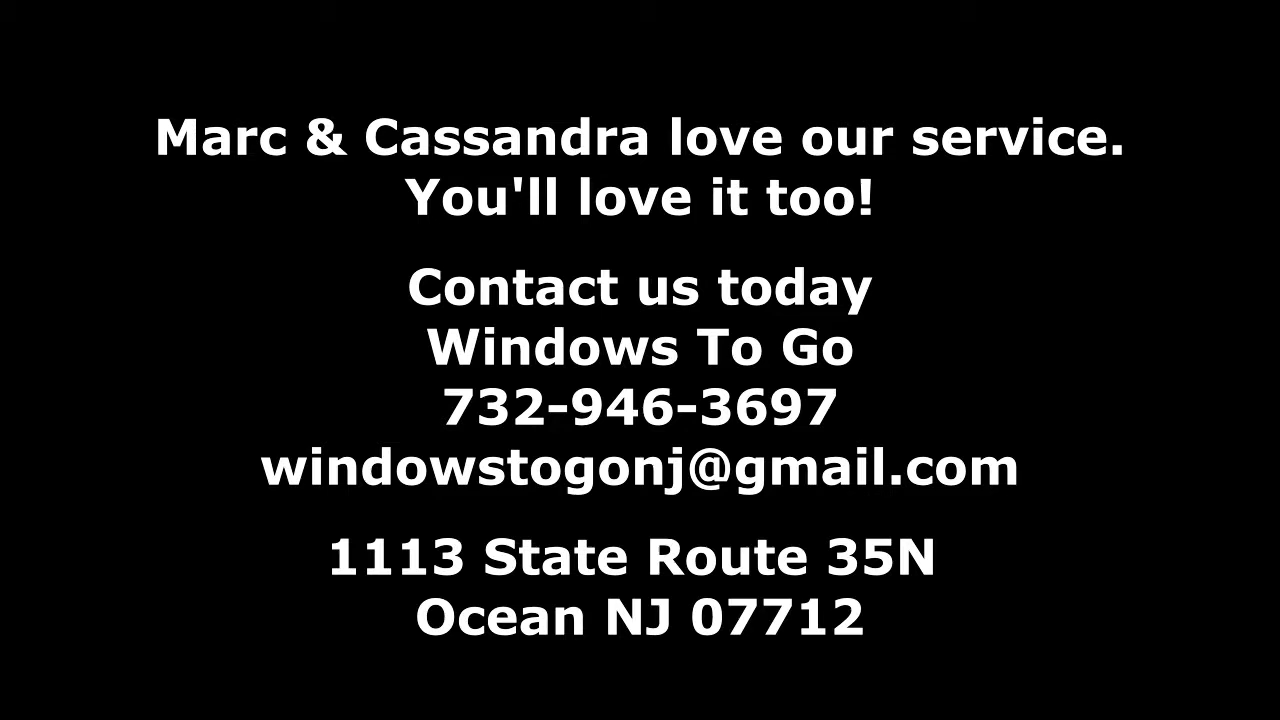 Marc & Cassandra love our service.
You'll love it too!
Contact us today
Windows To Go
732-946-3697
windowstogonj@gmail.com
1113 State Route 35N
Ocean NJ 07712